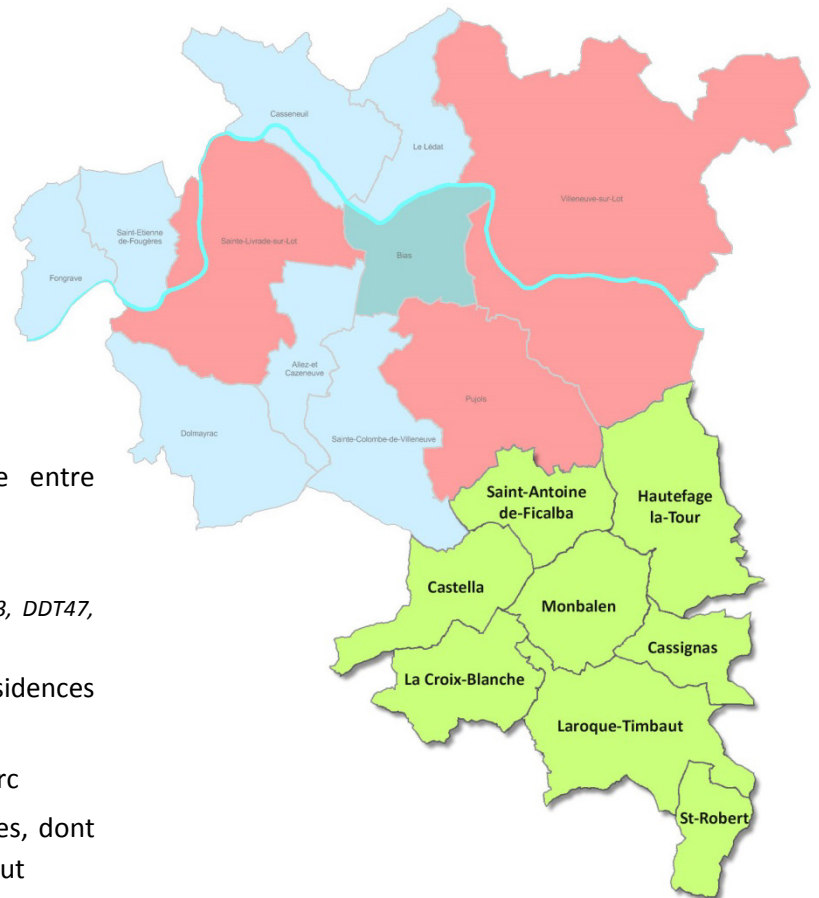 Casseneuil
Le Lédat
Villeneuve-sur-Lot
Saint-Etienne
de-Fougères
Sainte-Livrade-sur-Lot
Bias
Fongrave
Allez-et
Cazeneuve
Pujols
Dolmayrac
Sainte-Colombe-de-Villeneuve
e entre
Saint-Antoine
de-Ficalba
Hautefage
la-Tour
Castella
Monbalen
3, DDT47,
Cassignas
sidences
La Croix-Blanche
Laroque-Timbaut
rc
es, dont
St-Robert
ut